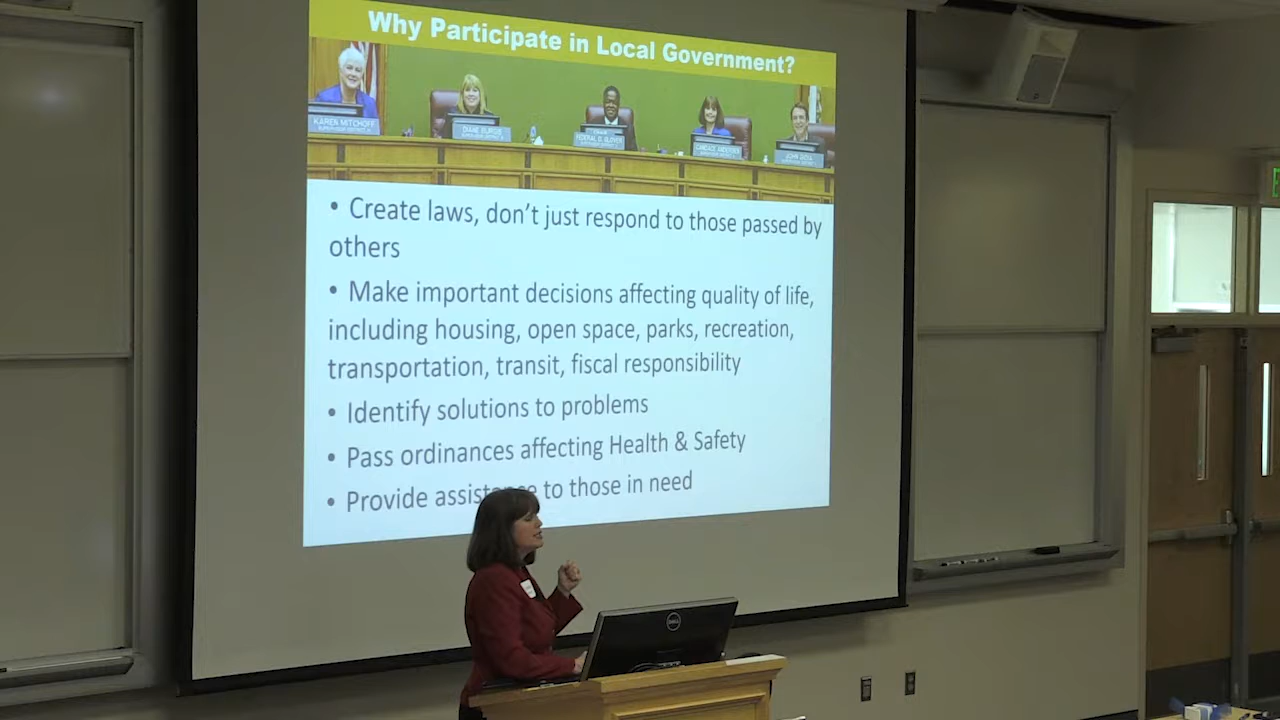 Why Participate in Local Government?
KAREN MITCHOFF
DIANE BURGIS
FEDERAL D. GLOVER
CANDACE ANDERSEN
JOHN GIOIA
• Create laws, don't just respond to those passed by
others
• Make important decisions affecting quality of life,
including housing, open space, parks, recreation,
transportation, transit, fiscal responsibility
• Identify solutions to problems
• Pass ordinances affecting Health & Safety
• Provide assistance to those in need
DELL